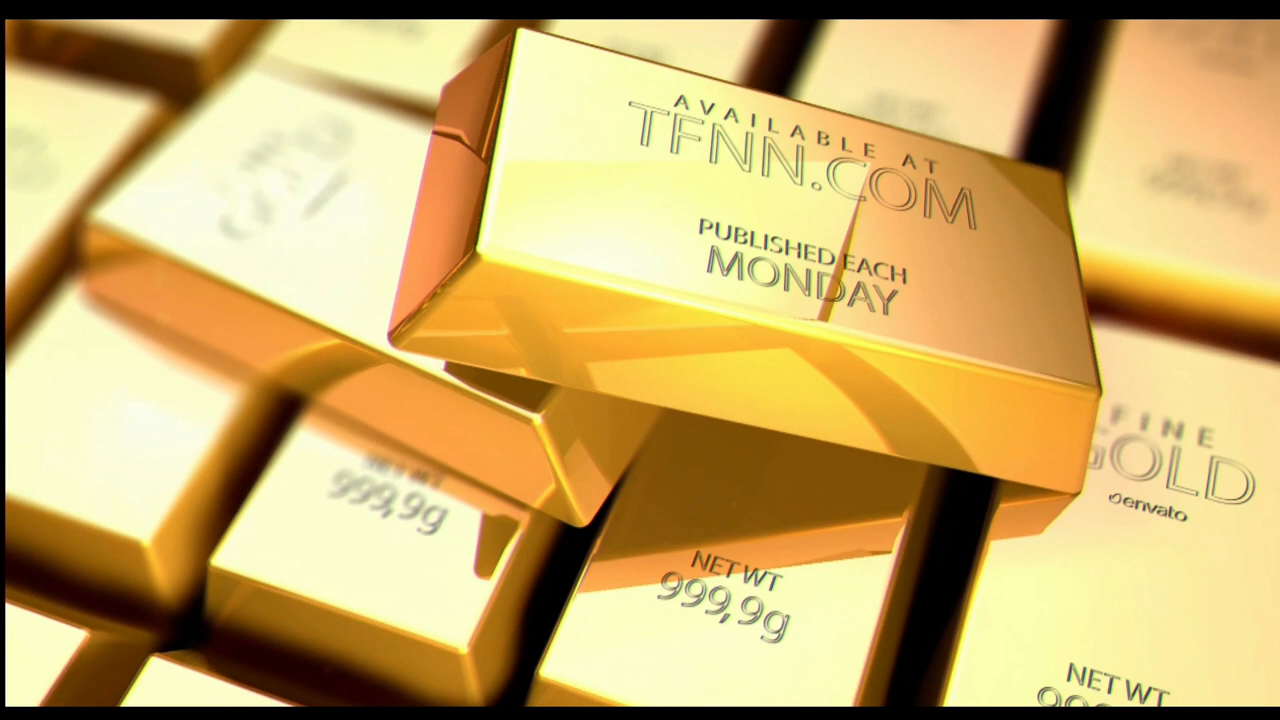 AVAILABLE AT
TFNN.COM
PUBLISHED EACH
MONDAY
FINE
GOLD
envato
NET WT
999,9g
NET WT
999,9g
NET WT